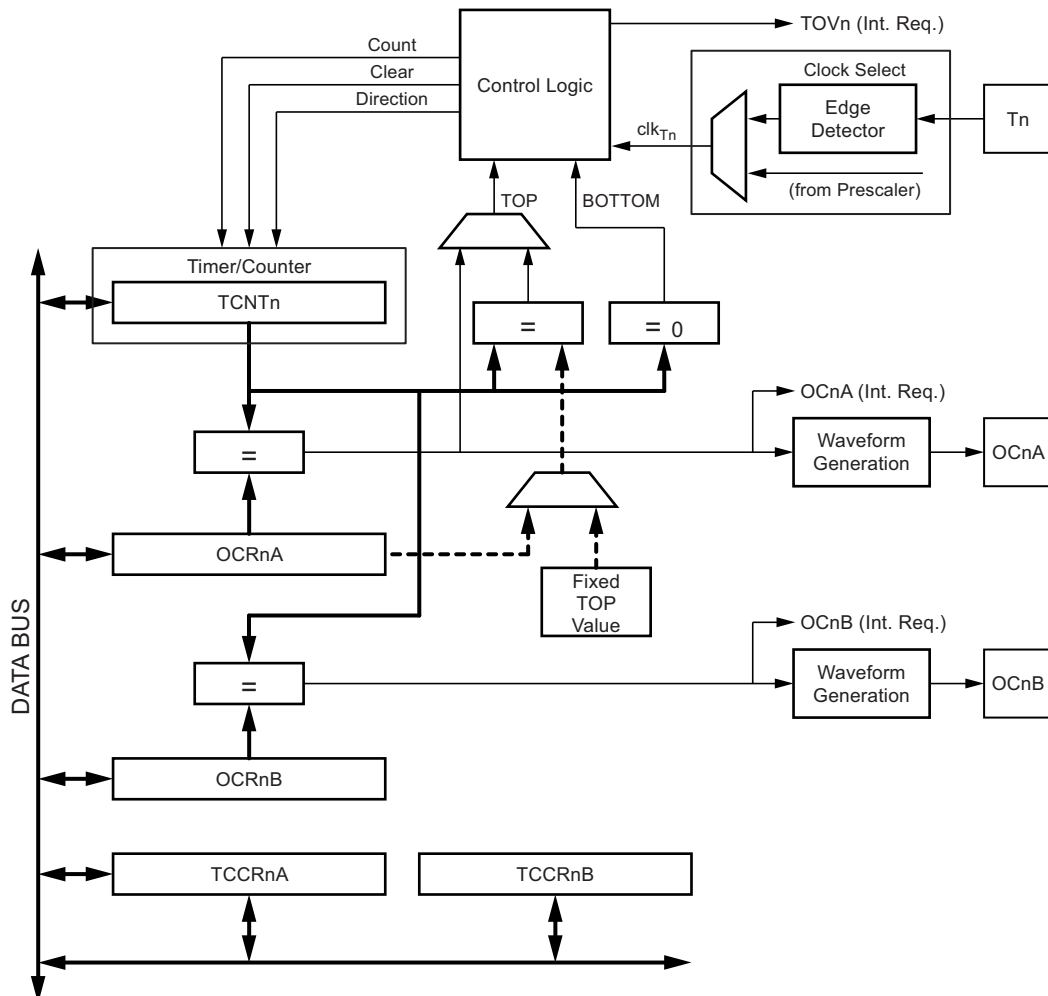 TOVn (Int. Req.)
Count
Clear
Direction
Control Logic
Clock Select
Edge
Detector
Tn
clkTn
(from Prescaler)
TOP
BOTTOM
Timer/Counter
TCNTn
=
= 0
OCnA (Int. Req.)
=
Waveform
Generation
OCnA
OCRnA
Fixed
TOP
Value
OCnB (Int. Req.)
=
Waveform
Generation
OCnB
DATA BUS
OCRnB
TCCRnA
TCCRnB